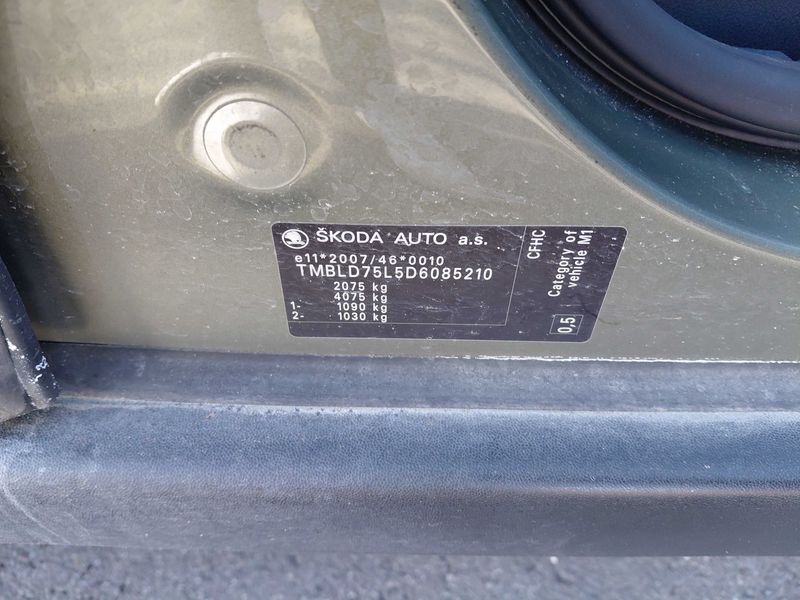 ŠKODA AUTO a.s.
e11*2007/46*0010
TMBLD75L5D6085210
2075 kg
4075 kg
1- 1090 kg
2- 1030 kg
CFHC
Category of
vehicle M1
0,5